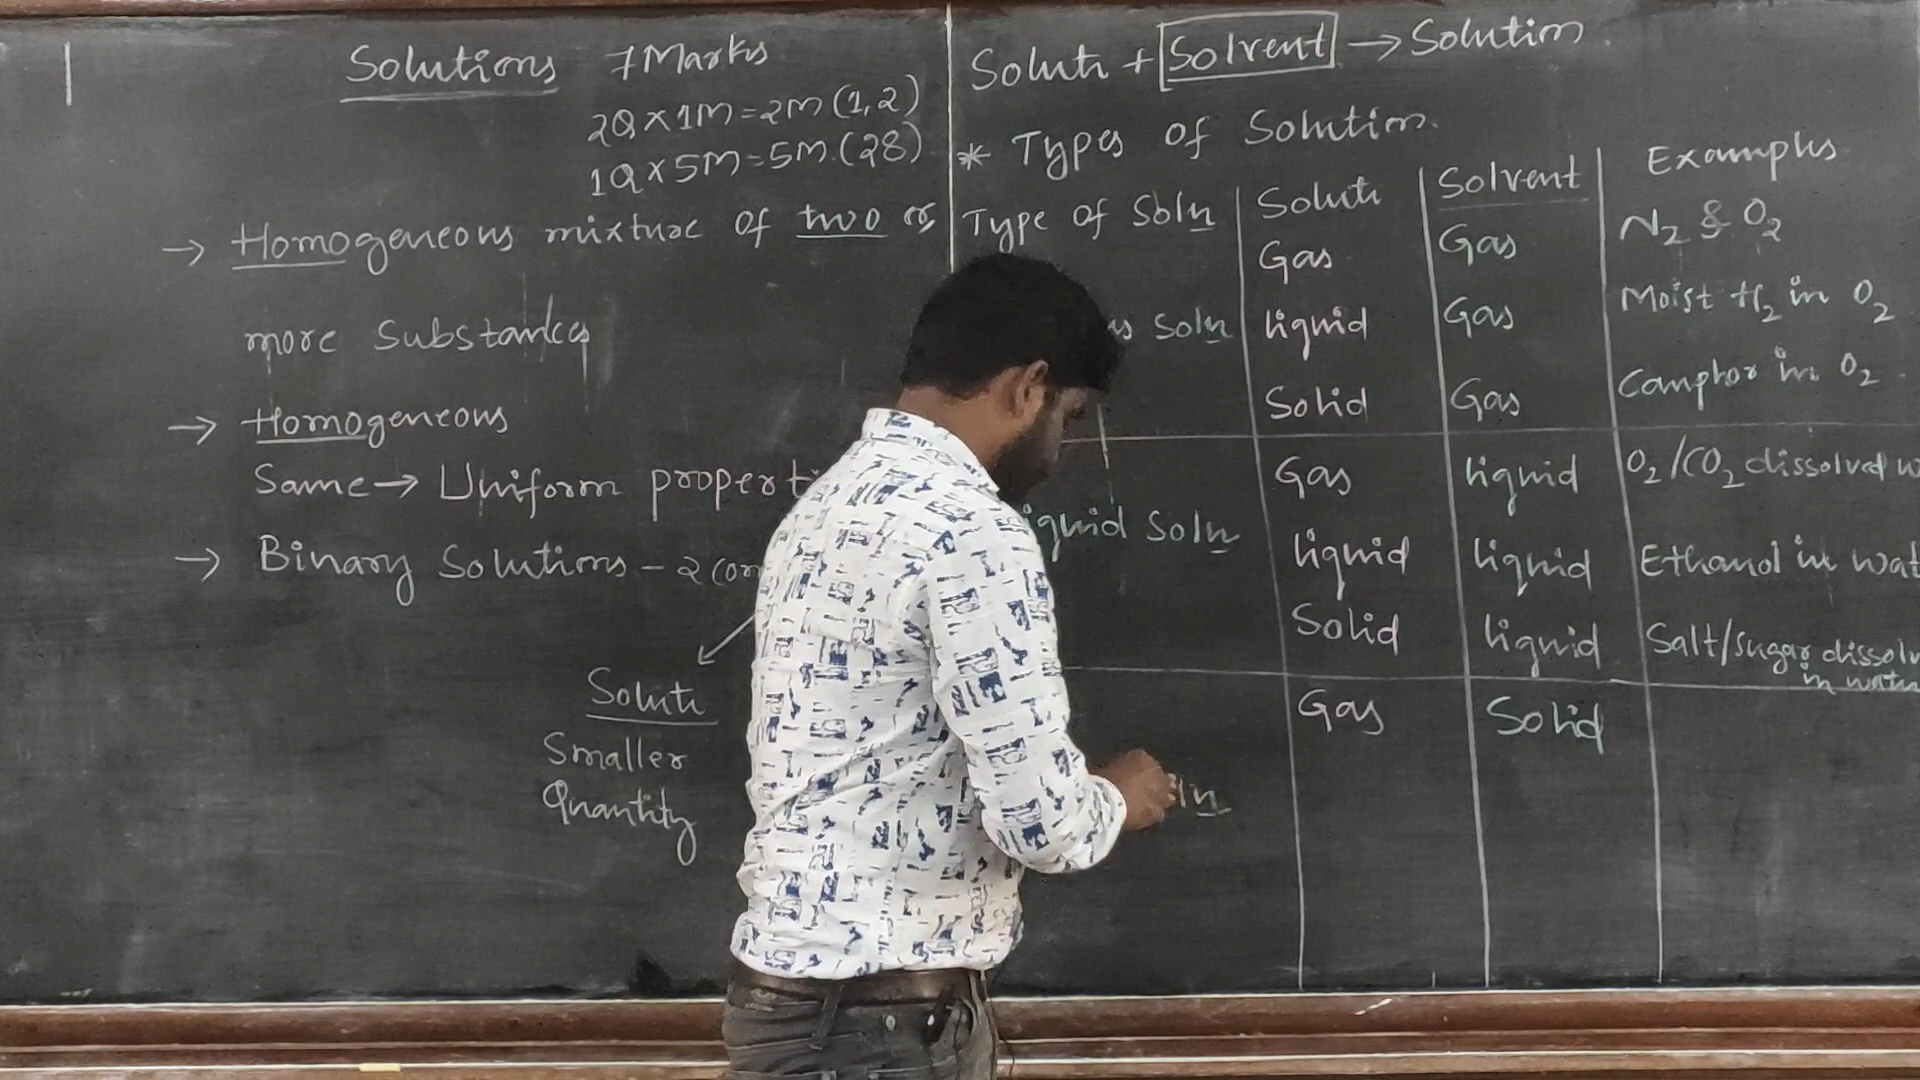 Solutions 7 Marks
2Q x 1M = 2M (1,2)
1Q x 5M = 5M. (28)
→ Homogeneous mixture of two or
more Substances
→ Homogeneous
Same → Uniform propert
→ Binary Solutions - 2 com
Solute
Smaller
Quantity
Solute + Solvent → Solution
* Types of Solution.
Type of Soln Solute Solvent Examples
Gas Gas N2 & O2
s Soln liquid Gas Moist H2 in O2
Solid Gas Camphor in O2.
Gas liquid O2/CO2 dissolved
iquid Soln liquid liquid Ethanol in wat
Solid liquid Salt/sugar dissolv
in water
Gas Solid
ln